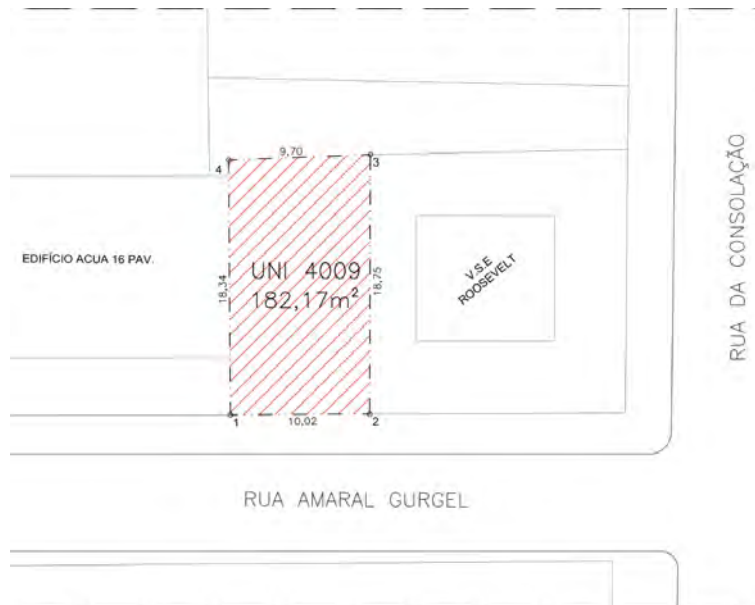 9,70
4
3
EDIFÍCIO ACUA 16 PAV.
18,34
UNI 4009
182,17m²
18,75
V.S.E
ROOSEVELT
RUA DA CONSOLAÇÃO
1
10,02
2
RUA AMARAL GURGEL